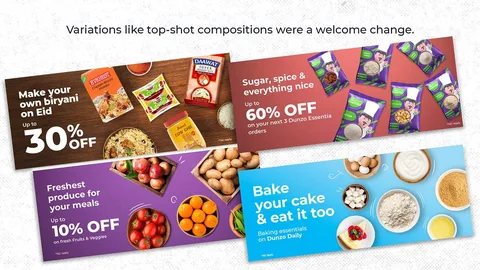 Variations like top-shot compositions were a welcome change.
Make your
own biryani
on Eid
Up to
30%
OFF
DAAWAT
Sugar, spice &
everything nice
Up to
60% OFF
on your next 3 Dunzo Essentia
orders
Freshest
produce for
your meals
Up to
10% OFF
on fresh Fruits & Veggies
Bake
your cake
& eat it too
Baking essentials
on Dunzo Daily